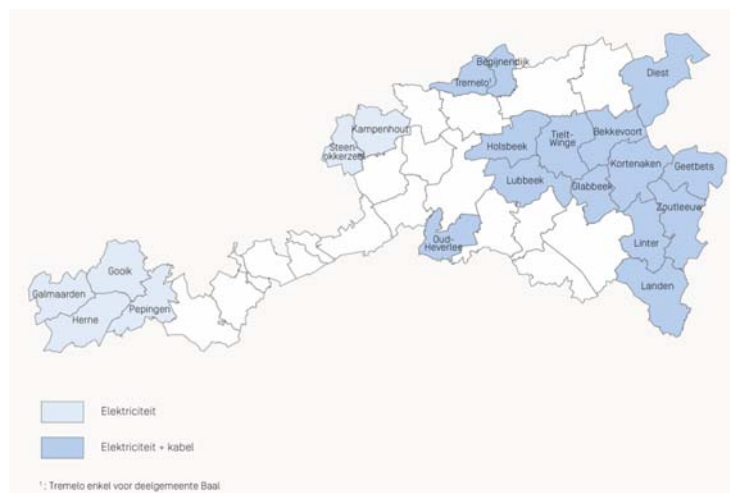 Begijnendijk
Tremelo¹
Diest
Kampenhout
Steen-
okkerzeel
Holsbeek
Tielt-
Winge
Bekkevoort
Kortenaken
Geetbets
Lubbeek
Glabbeek
Zoutleeuw
Oud-
Heverlee
Linter
Landen
Gooik
Galmaarden
Pepingen
Herne
Elektriciteit
Elektriciteit + kabel
¹ : Tremelo enkel voor deelgemeente Baal